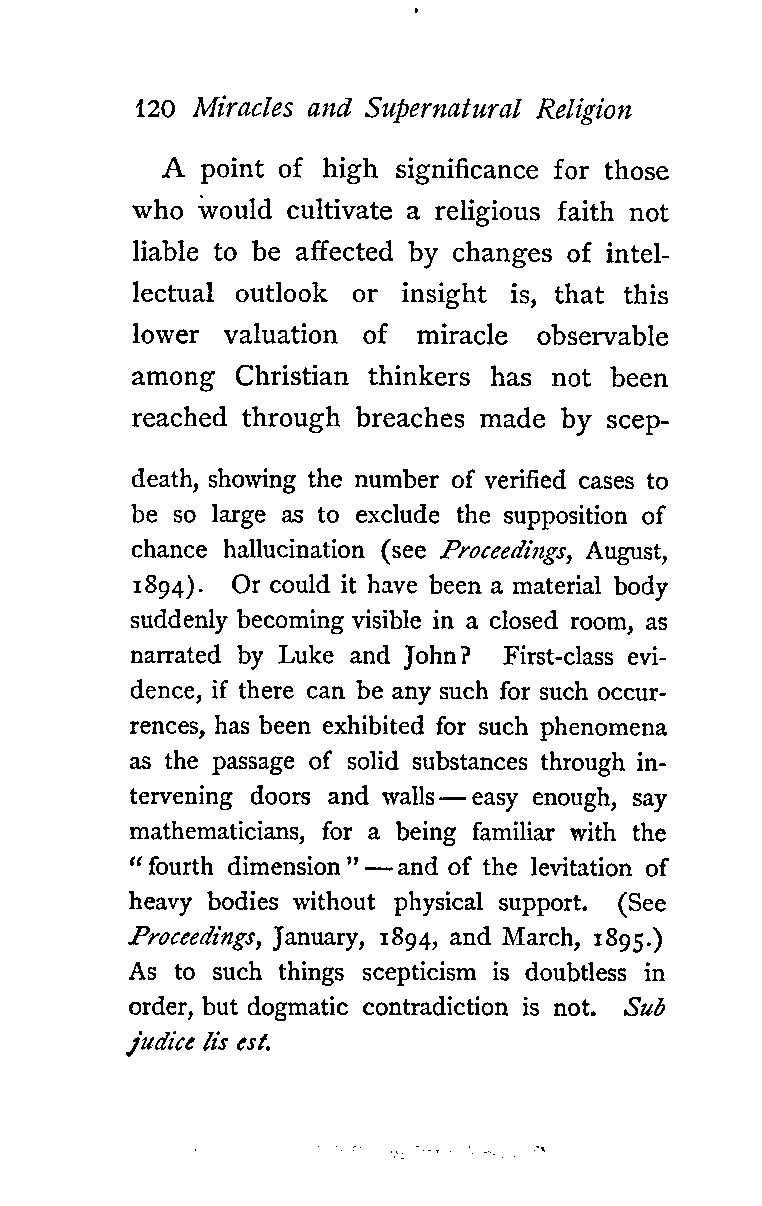 120 Miracles and Supernatural Religion
A point of high significance for those
who would cultivate a religious faith not
liable to be affected by changes of intel-
lectual outlook or insight is, that this
lower valuation of miracle observable
among Christian thinkers has not been
reached through breaches made by scep-
death, showing the number of verified cases to
be so large as to exclude the supposition of
chance hallucination (see Proceedings, August,
1894). Or could it have been a material body
suddenly becoming visible in a closed room, as
narrated by Luke and John? First-class evi-
dence, if there can be any such for such occur-
rences, has been exhibited for such phenomena
as the passage of solid substances through in-
tervening doors and walls — easy enough, say
mathematicians, for a being familiar with the
“fourth dimension” — and of the levitation of
heavy bodies without physical support. (See
Proceedings, January, 1894, and March, 1895.)
As to such things scepticism is doubtless in
order, but dogmatic contradiction is not. Sub
judice lis est.